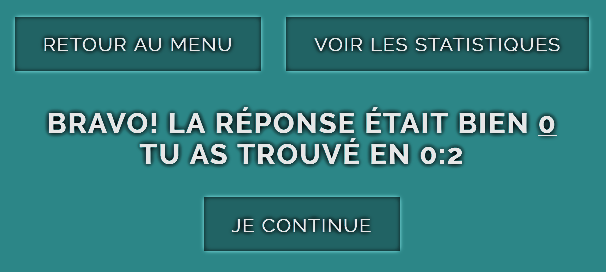 RETOUR AU MENU
VOIR LES STATISTIQUES
BRAVO! LA RÉPONSE ÉTAIT BIEN 0
TU AS TROUVÉ EN 0:2
JE CONTINUE